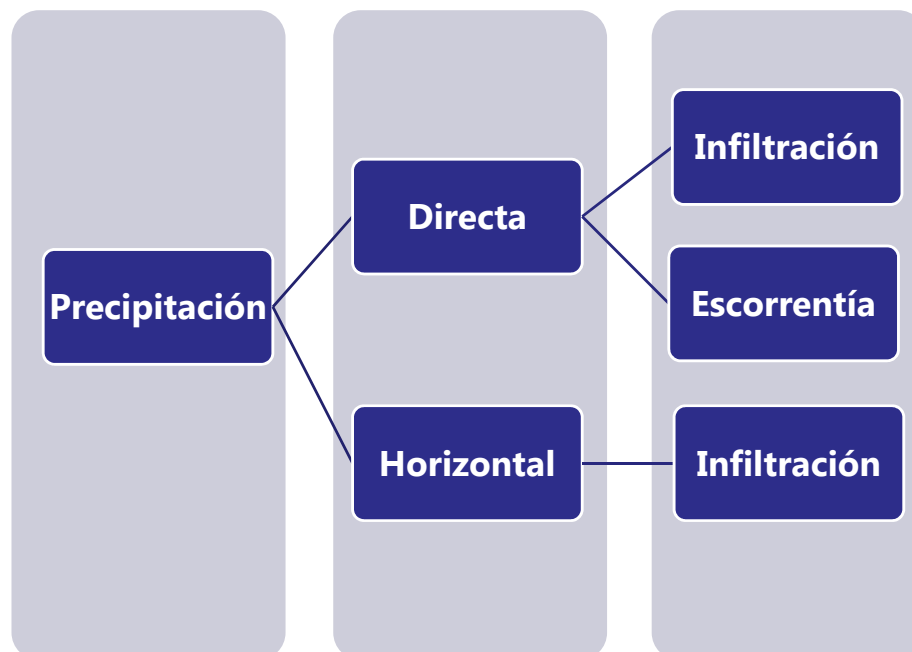 Precipitación
Directa
Horizontal
Infiltración
Escorrentía
Infiltración